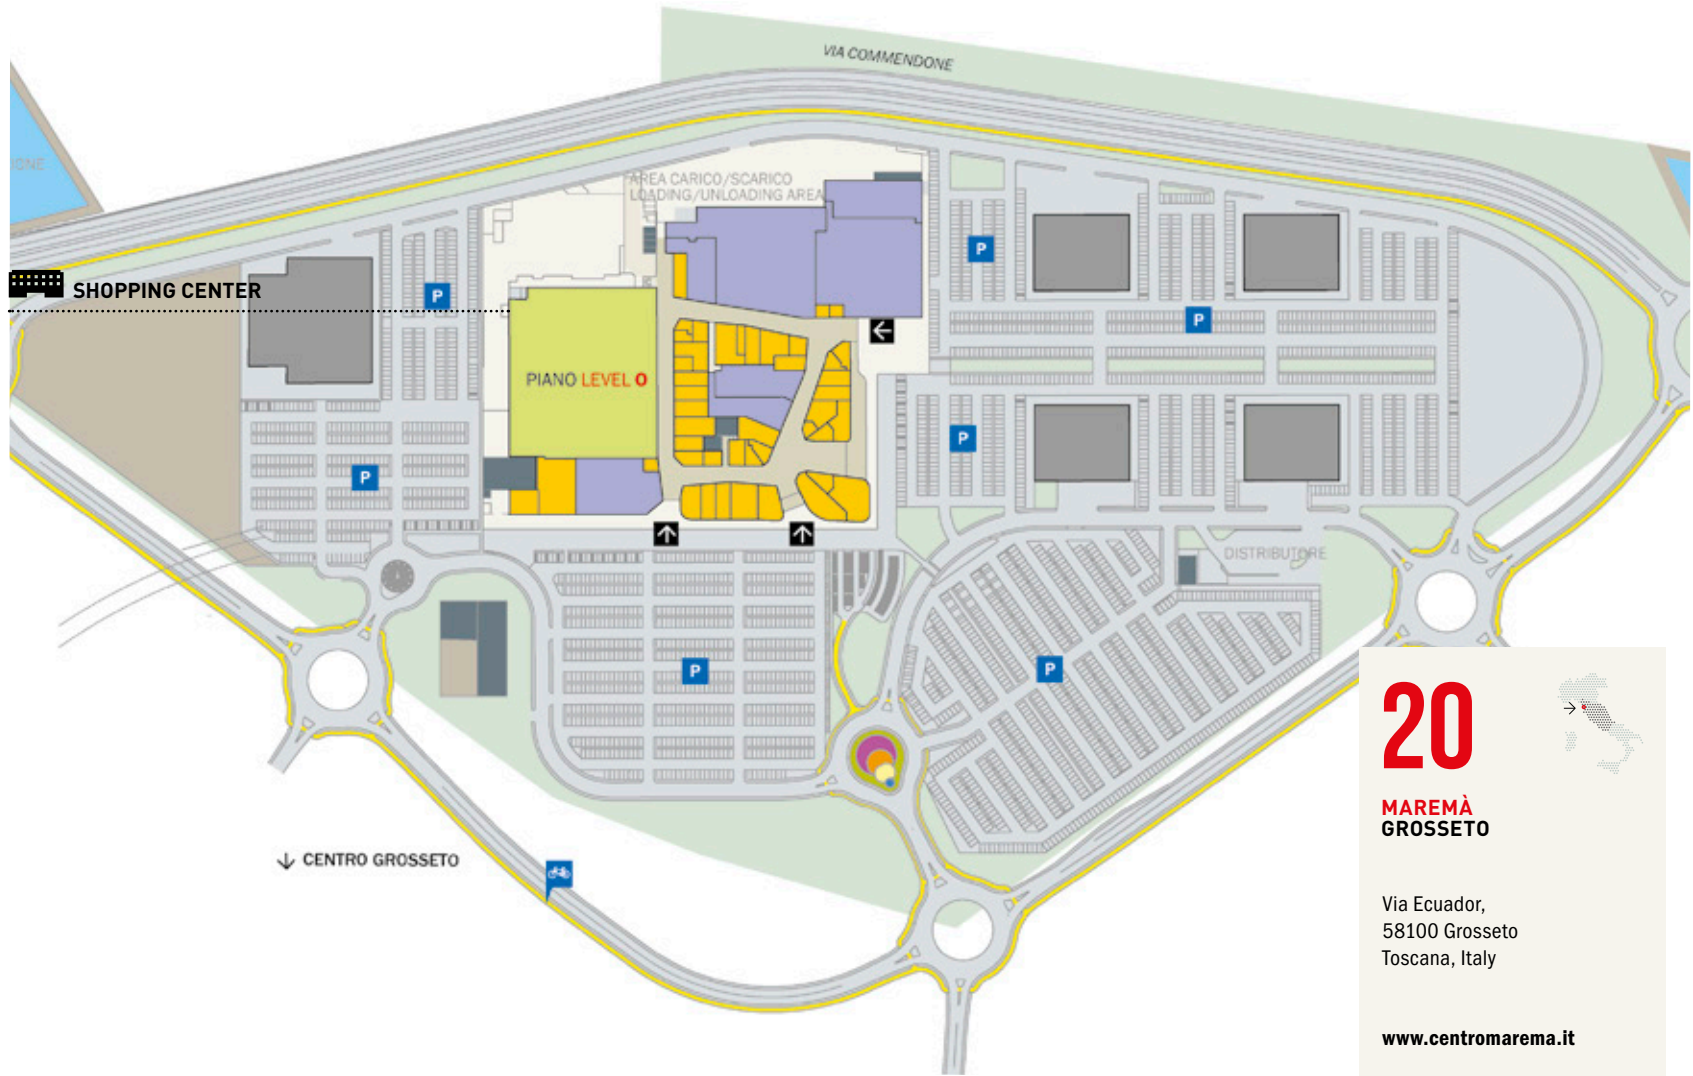 VIA COMMENDONE
AREA CARICO/SCARICO
LOADING/UNLOADING AREA
SHOPPING CENTER
P
P
P
PIANO LEVEL 0
P
P
DISTRIBUTORE
P
P
CENTRO GROSSETO
20
MAREMÀ
GROSSETO
Via Ecuador,
58100 Grosseto
Toscana, Italy
www.centromarema.it